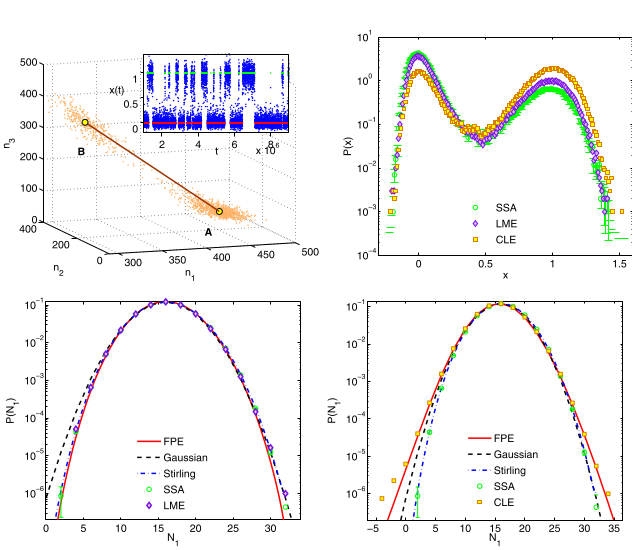 500
400
300
200
100
0
n3
B
A
400
200
0
n2
300
350
400
450
500
n1
1
0.5
0
x(t)
2
4
6
8
t
x 10
6
10^1
10^0
10^-1
10^-2
10^-3
10^-4
P(x)
SSA
LME
CLE
0
0.5
1
1.5
x
10^-1
10^-2
10^-3
10^-4
10^-5
10^-6
P(N1)
FPE
Gaussian
Stirling
SSA
LME
0
5
10
15
20
25
30
N1
10^-1
10^-2
10^-3
10^-4
10^-5
10^-6
P(N1)
FPE
Gaussian
Stirling
SSA
CLE
-5
0
5
10
15
20
25
30
35
N1